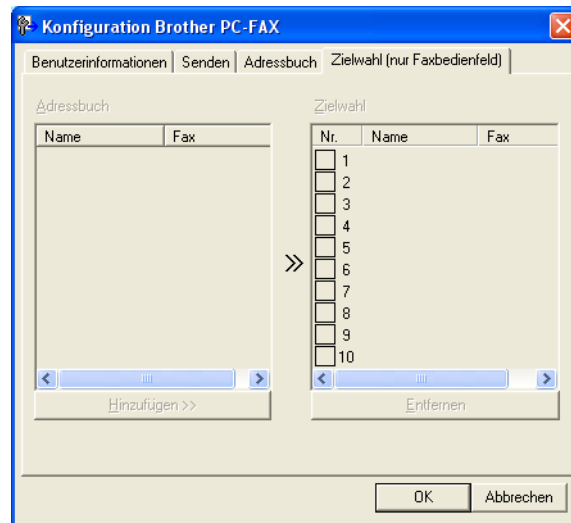 Konfiguration Brother PC-FAX
Benutzerinformationen Senden Adressbuch Zielwahl (nur Faxbedienfeld)
Adressbuch Zielwahl
Name Fax Nr. Name Fax
1
2
3
4
5
6
7
8
9
10
>>
Hinzufügen >> Entfernen
OK Abbrechen